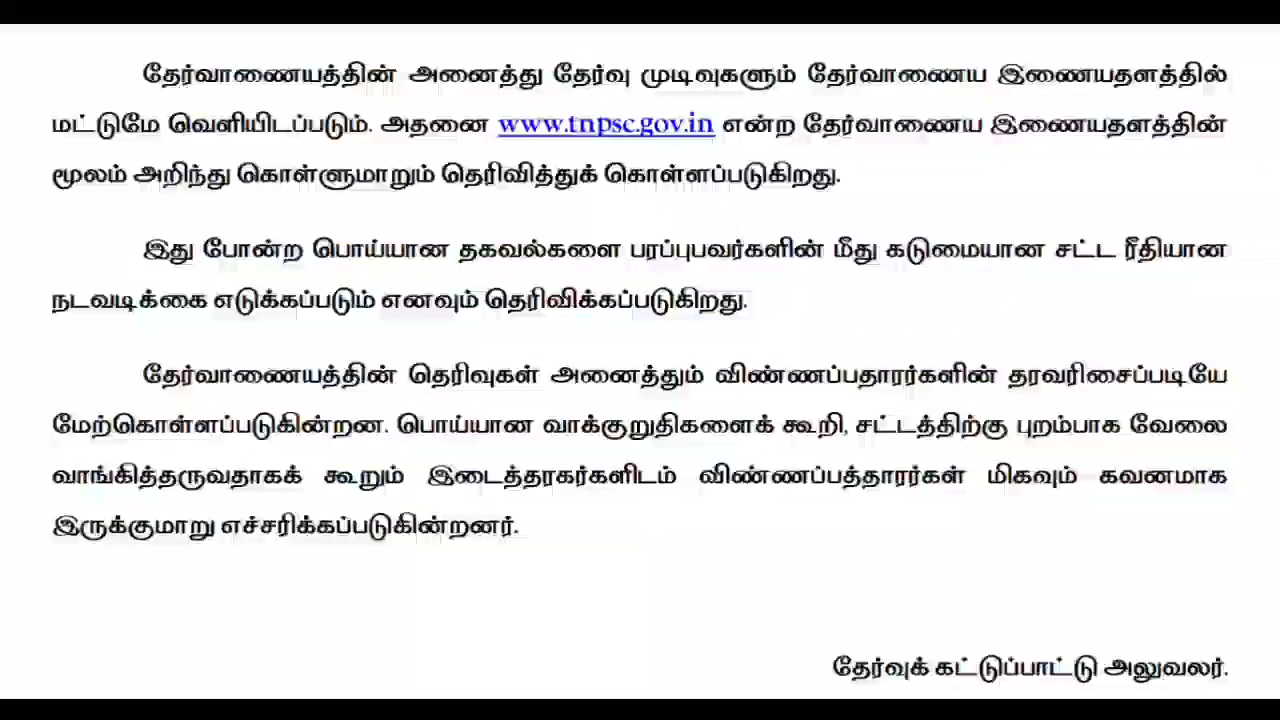 தேர்வாணையத்தின் அனைத்து தேர்வு முடிவுகளும் தேர்வாணைய இணையதளத்தில்
மட்டுமே வெளியிடப்படும். அதனை www.tnpsc.gov.in என்ற தேர்வாணைய இணையதளத்தின்
மூலம் அறிந்து கொள்ளுமாறும் தெரிவித்துக் கொள்ளப்படுகிறது.
இது போன்ற பொய்யான தகவல்களை பரப்புபவர்களின் மீது கடுமையான சட்ட ரீதியான
நடவடிக்கை எடுக்கப்படும் எனவும் தெரிவிக்கப்படுகிறது.
தேர்வாணையத்தின் தெரிவுகள் அனைத்தும் விண்ணப்பதாரர்களின் தரவரிசைப்படியே
மேற்கொள்ளப்படுகின்றன. பொய்யான வாக்குறுதிகளைக் கூறி, சட்டத்திற்கு புறம்பாக வேலை
வாங்கித்தருவதாகக் கூறும் இடைத்தரகர்களிடம் விண்ணப்பத்தாரர்கள் மிகவும் கவனமாக
இருக்குமாறு எச்சரிக்கப்படுகின்றனர்.
தேர்வுக் கட்டுப்பாட்டு அலுவலர்.